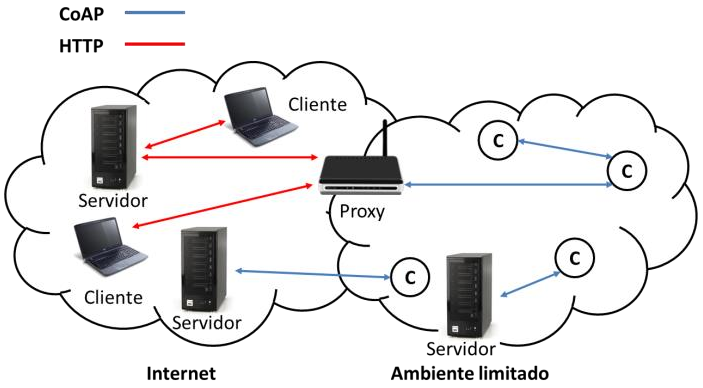 CoAP
HTTP
Cliente
C
C
Servidor
Proxy
C
C
Cliente
Servidor
Servidor
Internet
Ambiente limitado